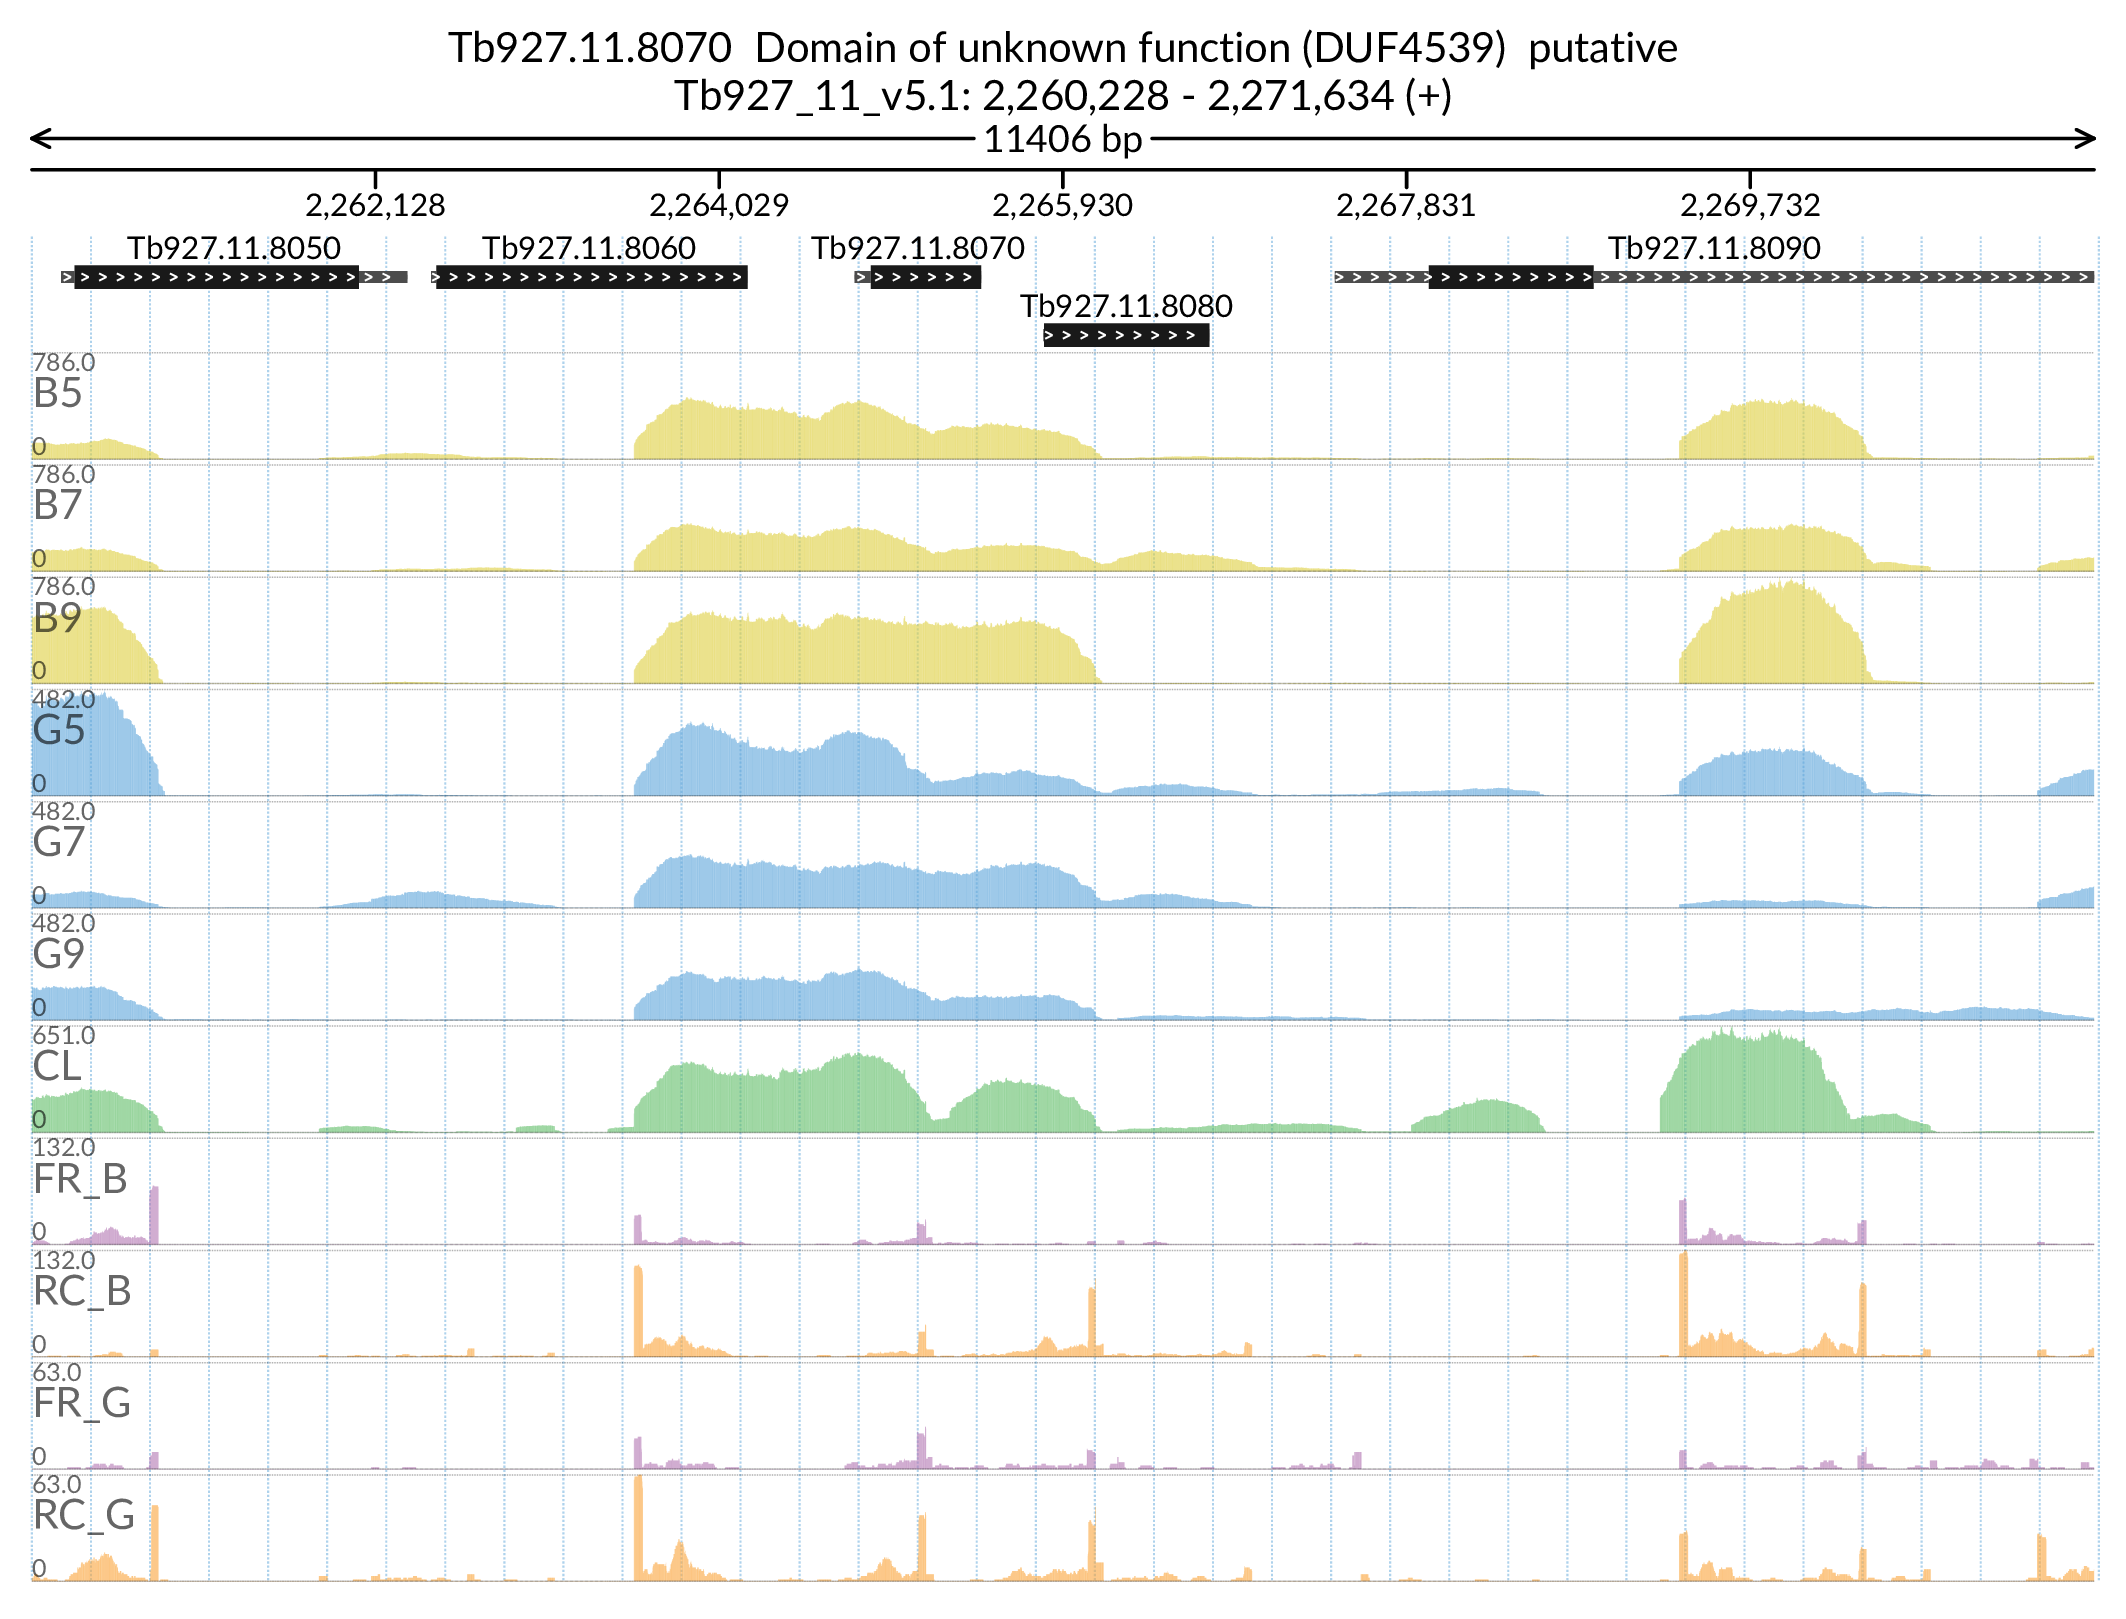 Tb927.11.8070  Domain of unknown function (DUF4539)  putative
Tb927_11_v5.1: 2,260,228 - 2,271,634 (+)
11406 bp
2,262,128 2,264,029 2,265,930 2,267,831 2,269,732
Tb927.11.8050 Tb927.11.8060 Tb927.11.8070 Tb927.11.8090
Tb927.11.8080
786.0
B5
0
786.0
B7
0
786.0
B9
0
482.0
G5
0
482.0
G7
0
482.0
G9
0
651.0
CL
0
132.0
FR_B
0
132.0
RC_B
0
63.0
FR_G
0
63.0
RC_G
0